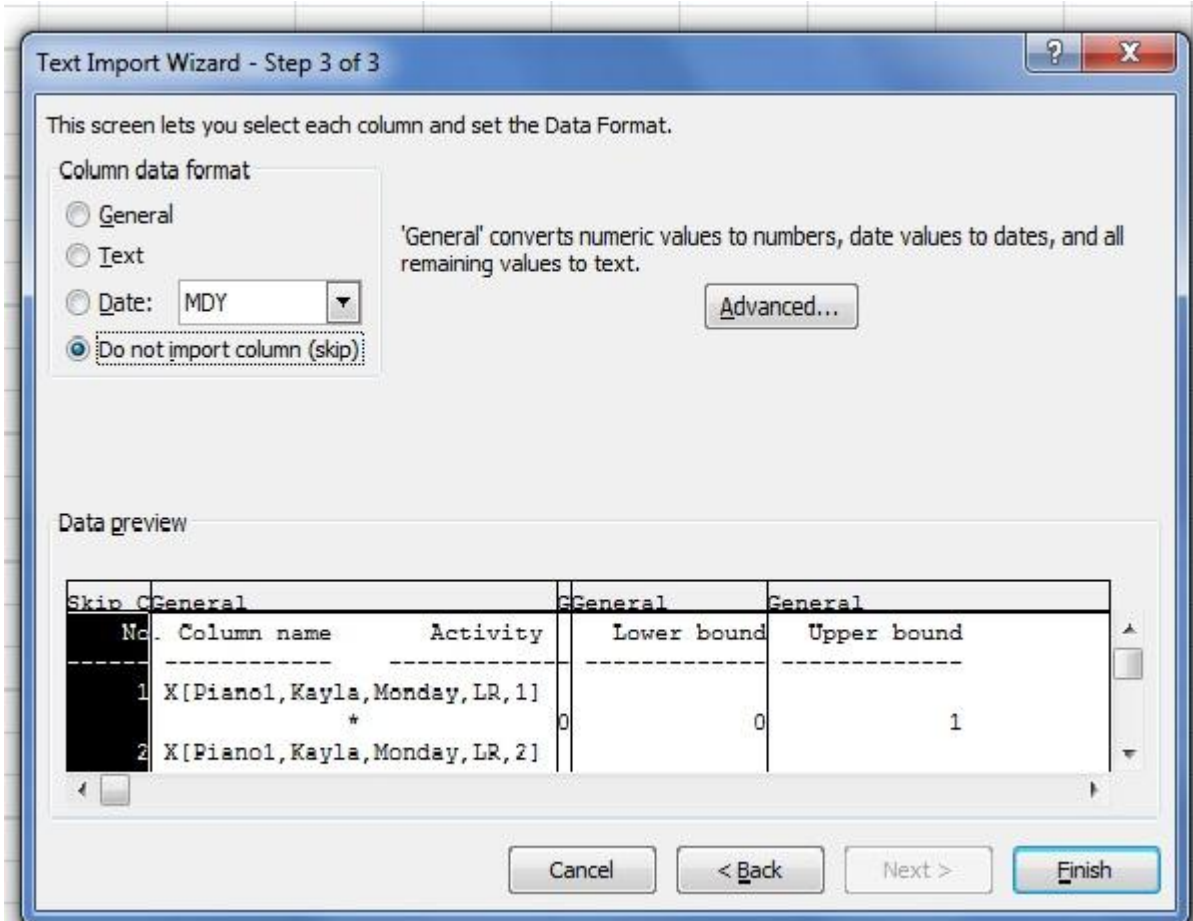 Text Import Wizard - Step 3 of 3
This screen lets you select each column and set the Data Format.
Column data format
General
Text
Date: MDY
Do not import column (skip)
'General' converts numeric values to numbers, date values to dates, and all
remaining values to text.
Advanced...
Data preview
Skip C General G General General
No. Column name Activity Lower bound Upper bound
------ ------------ ------------- ------------- -------------
1 X[Piano1,Kayla,Monday,LR,1]
* 0 0 1
2 X[Piano1,Kayla,Monday,LR,2]
Cancel < Back Next > Finish